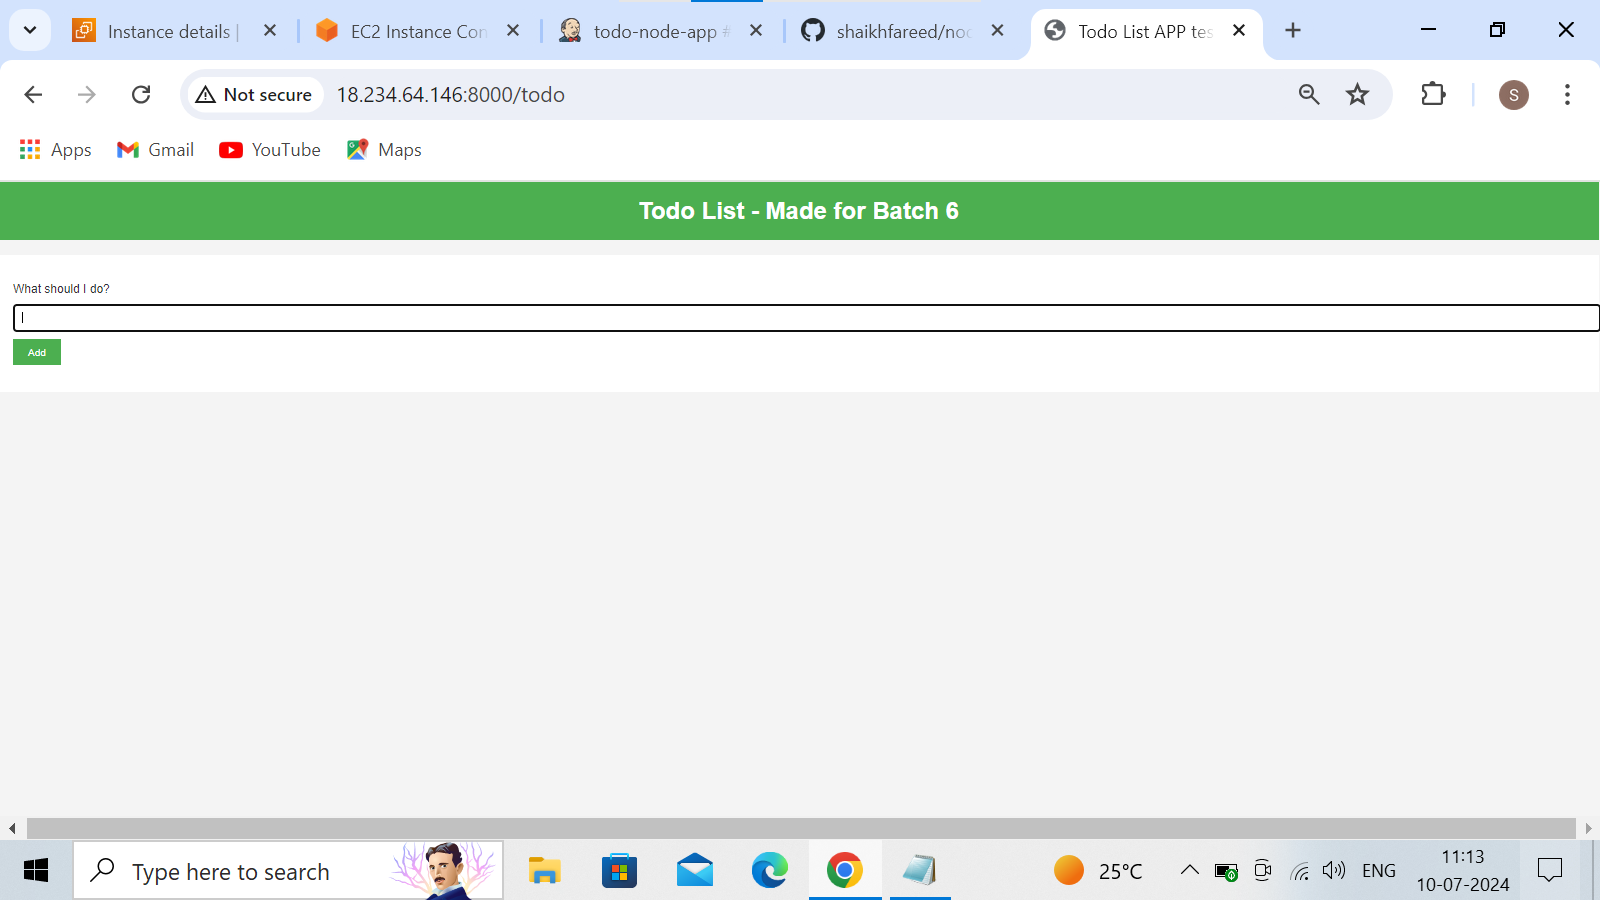 Instance details |
EC2 Instance Con
todo-node-app #
shaikhfareed/noc
Todo List APP tes
Not secure
18.234.64.146:8000/todo
S
Apps
Gmail
YouTube
Maps
Todo List - Made for Batch 6
What should I do?
Add
Type here to search
25°C
ENG
11:13
10-07-2024